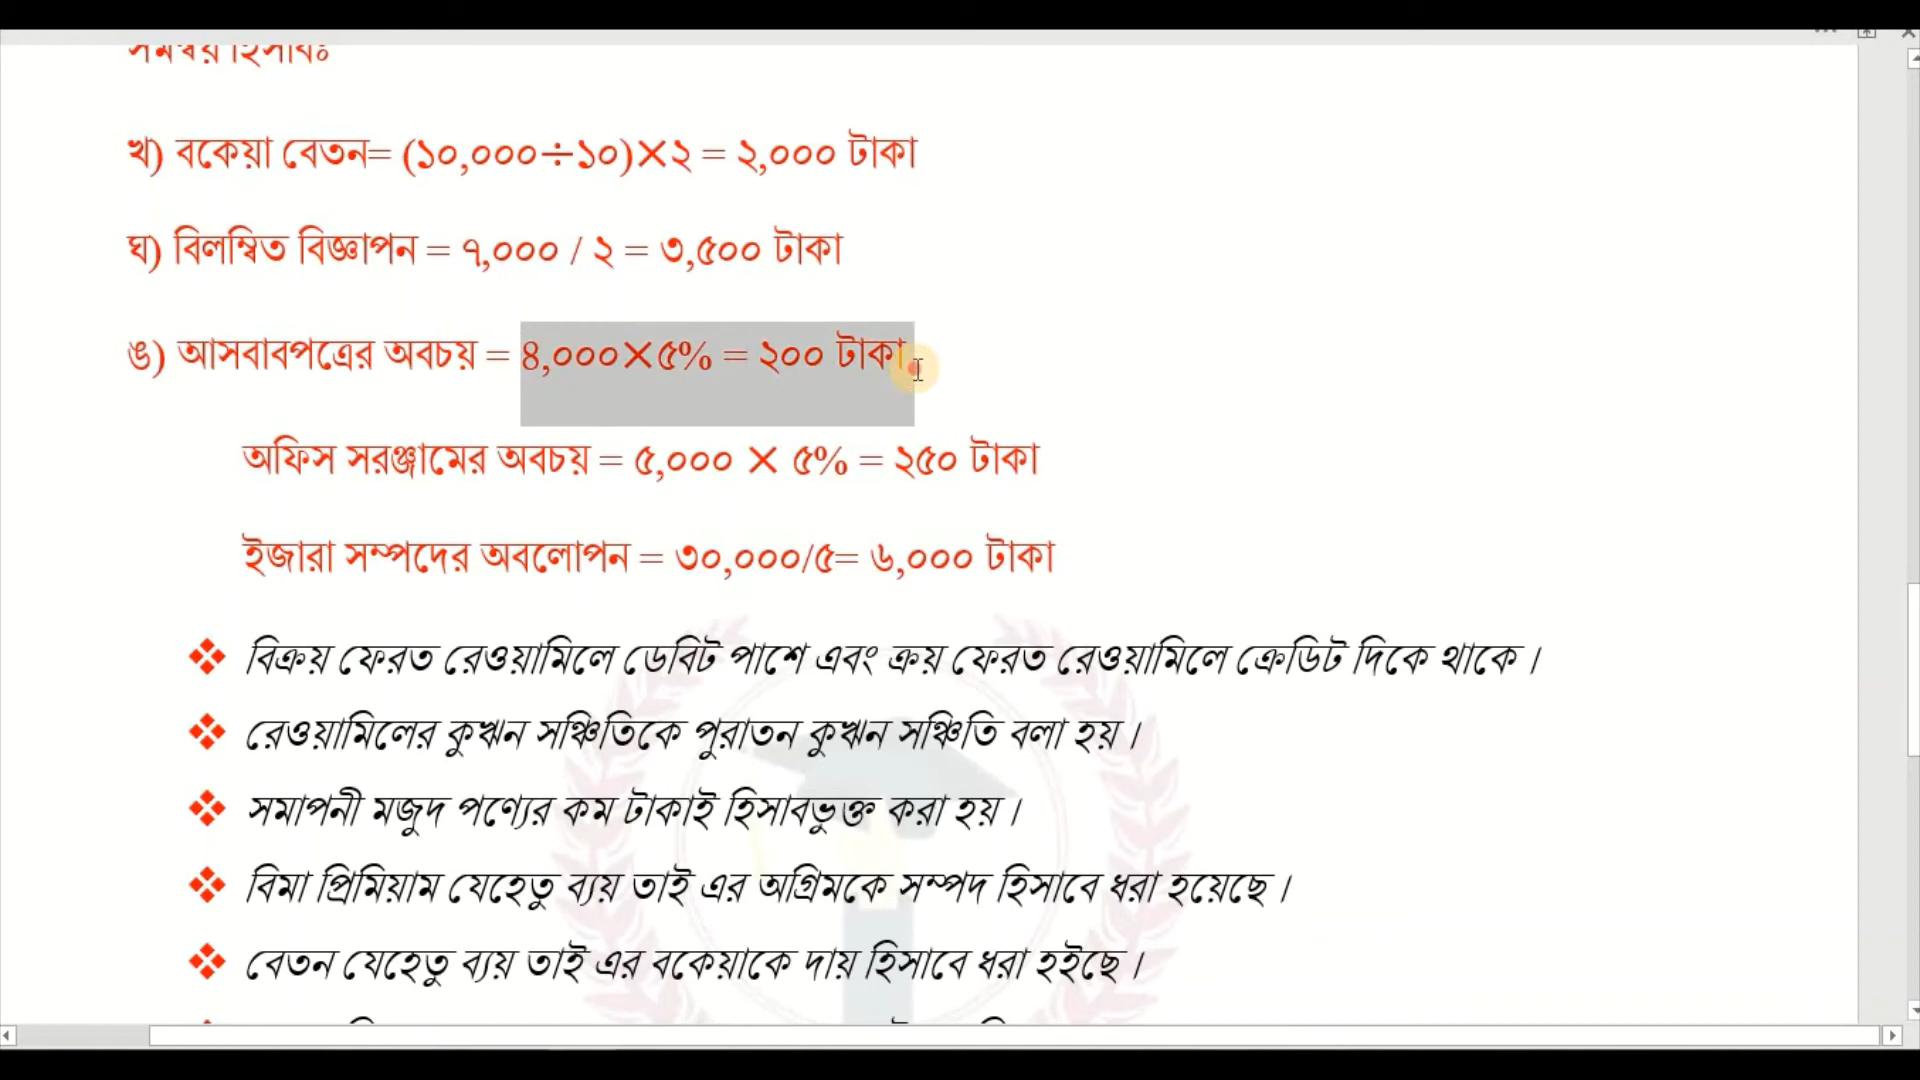 সমন্বয় হিসাবঃ
খ) বকেয়া বেতন= (১০,০০০÷১০)×২ = ২,০০০ টাকা
ঘ) বিলম্বিত বিজ্ঞাপন = ৭,০০০ / ২ = ৩,৫০০ টাকা
ঙ) আসবাবপত্রের অবচয় = 8,০০০×৫% = ২০০ টাকা
অফিস সরঞ্জামের অবচয় = ৫,০০০ × ৫% = ২৫০ টাকা
ইজারা সম্পদের অবলোপন = ৩০,০০০/৫= ৬,০০০ টাকা
❖ বিক্রয় ফেরত রেওয়ামিলে ডেবিট পাশে এবং ক্রয় ফেরত রেওয়ামিলে ক্রেডিট দিকে থাকে।
❖ রেওয়ামিলের কুঋন সঞ্চিতিকে পুরাতন কুঋন সঞ্চিতি বলা হয়।
❖ সমাপনী মজুদ পণ্যের কম টাকাই হিসাবভুক্ত করা হয়।
❖ বিমা প্রিমিয়াম যেহেতু ব্যয় তাই এর অগ্রিমকে সম্পদ হিসাবে ধরা হয়েছে।
❖ বেতন যেহেতু ব্যয় তাই এর বকেয়াকে দায় হিসাবে ধরা হইছে।